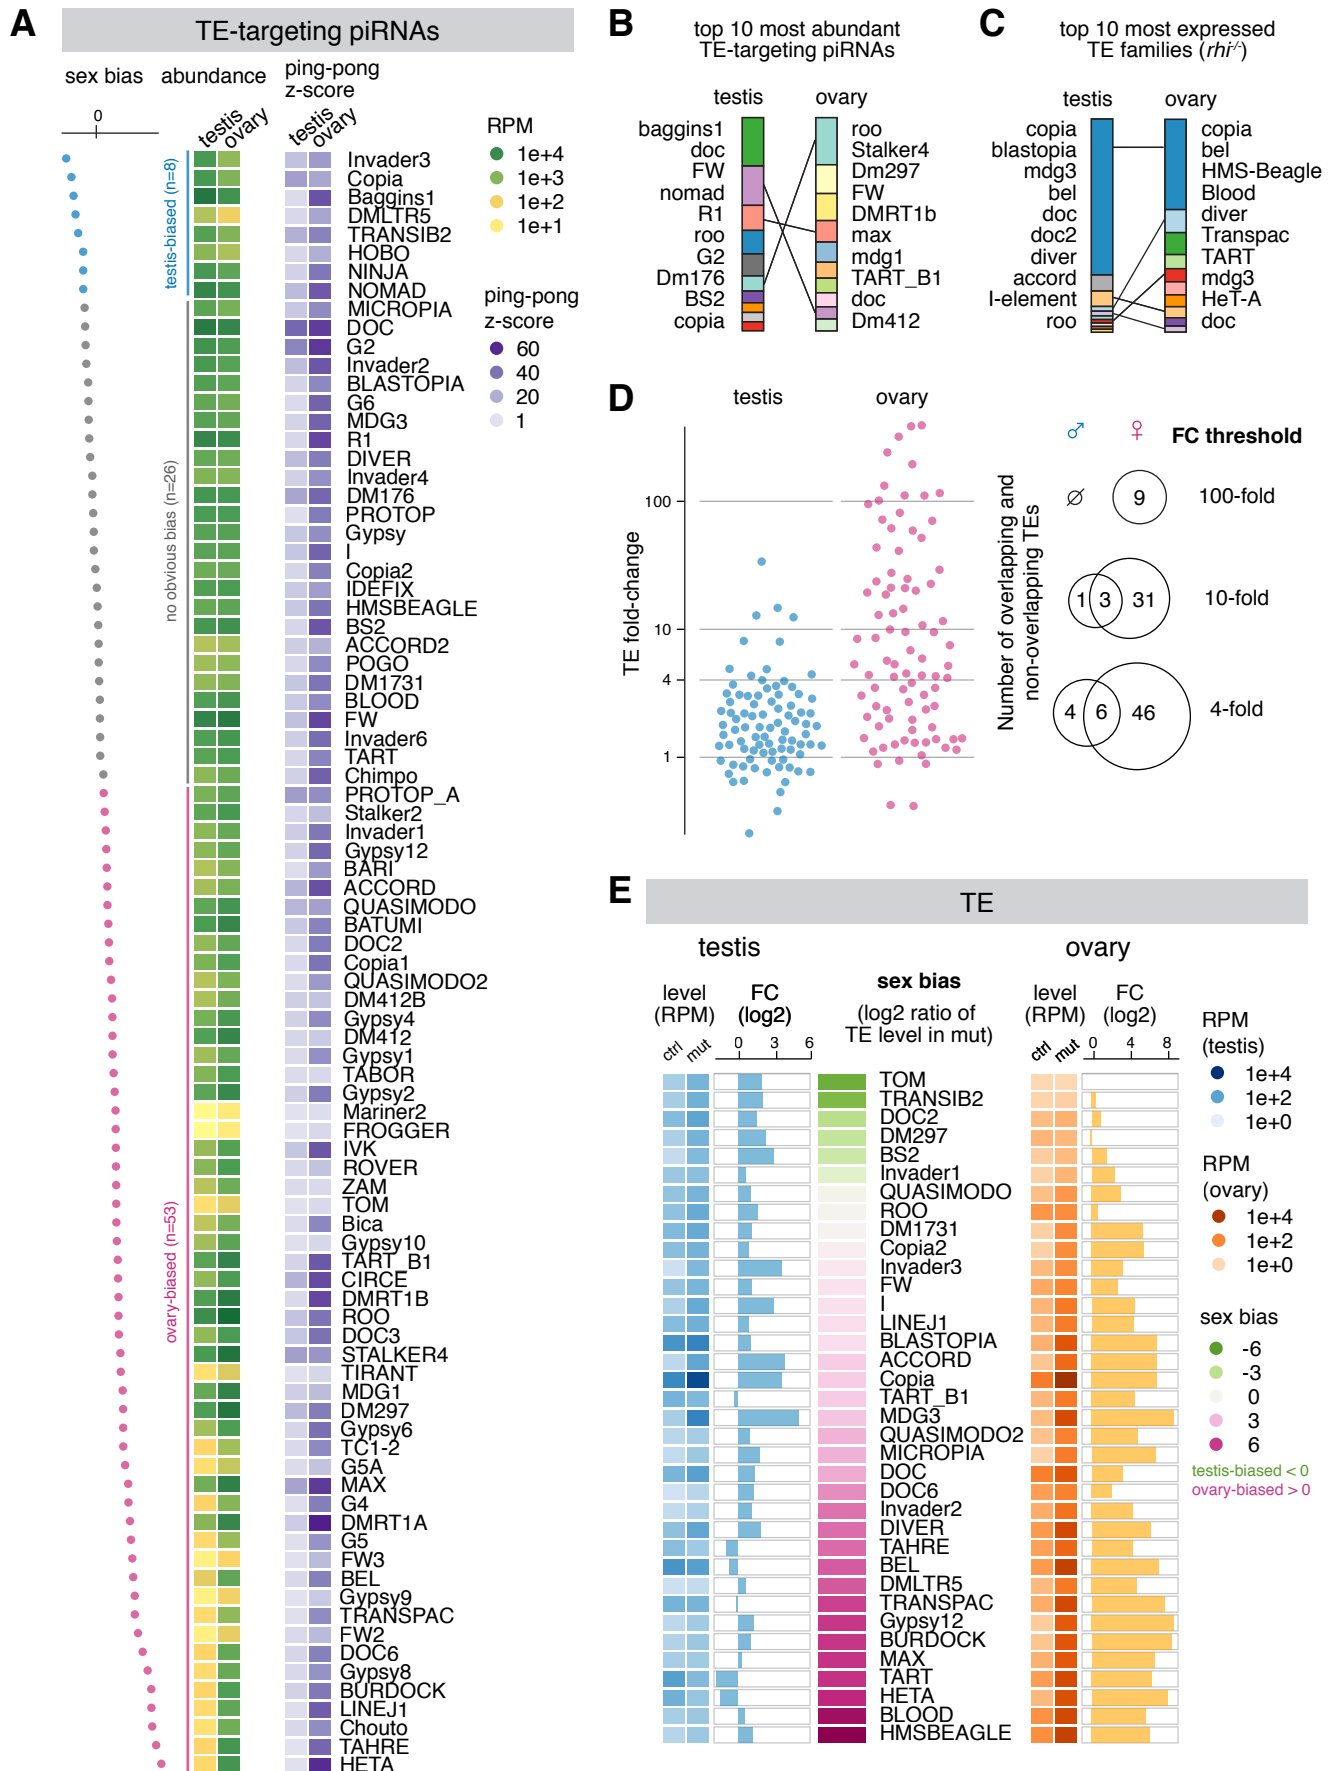 A
TE-targeting piRNAs
sex bias
abundance
ping-pong
z-score
0
testis
ovary
testis
ovary
RPM
1e+4
1e+3
1e+2
1e+1
ping-pong
z-score
60
40
20
1
testis-biased (n=8)
no obvious bias (n=26)
ovary-biased (n=53)
Invader3
Copia
Baggins1
DMLTR5
TRANSIB2
HOBO
NINJA
NOMAD
MICROPIA
DOC
G2
Invader2
BLASTOPIA
G6
MDG3
R1
DIVER
Invader4
DM176
PROTOP
Gypsy
I
Copia2
IDEFIX
HMSBEAGLE
BS2
ACCORD2
POGO
DM1731
BLOOD
FW
Invader6
TART
Chimpo
PROTOP_A
Stalker2
Invader1
Gypsy12
BARI
ACCORD
QUASIMODO
BATUMI
DOC2
Copia1
QUASIMODO2
DM412B
Gypsy4
DM412
Gypsy1
TABOR
Gypsy2
Mariner2
FROGGER
IVK
ROVER
ZAM
TOM
Bica
Gypsy10
TART_B1
CIRCE
DMRT1B
ROO
DOC3
STALKER4
TIRANT
MDG1
DM297
Gypsy6
TC1-2
G5A
MAX
G4
DMRT1A
G5
FW3
BEL
Gypsy9
TRANSPAC
FW2
DOC6
Gypsy8
BURDOCK
LINEJ1
Chouto
TAHRE
HETA
B
top 10 most abundant
TE-targeting piRNAs
testis
ovary
baggins1
doc
FW
nomad
R1
roo
G2
Dm176
BS2
copia
roo
Stalker4
Dm297
FW
DMRT1b
max
mdg1
TART_B1
doc
Dm412
C
top 10 most expressed
TE families (rhi-/-)
testis
ovary
copia
blastopia
mdg3
bel
doc
doc2
diver
accord
I-element
roo
copia
bel
HMS-Beagle
Blood
diver
Transpac
TART
mdg3
HeT-A
doc
D
testis
ovary
TE fold-change
100
10
4
1
Number of overlapping and
non-overlapping TEs
♂
♀
FC threshold
∅
9
100-fold
1
3
31
10-fold
4
6
46
4-fold
E
TE
testis
ovary
level
(RPM)
FC
(log2)
sex bias
(log2 ratio of
TE level in mut)
level
(RPM)
FC
(log2)
ctrl
mut
0
3
6
ctrl
mut
0
4
8
TOM
TRANSIB2
DOC2
DM297
BS2
Invader1
QUASIMODO
ROO
DM1731
Copia2
Invader3
FW
I
LINEJ1
BLASTOPIA
ACCORD
Copia
TART_B1
MDG3
QUASIMODO2
MICROPIA
DOC
DOC6
Invader2
DIVER
TAHRE
BEL
DMLTR5
TRANSPAC
Gypsy12
BURDOCK
MAX
TART
HETA
BLOOD
HMSBEAGLE
RPM
(testis)
1e+4
1e+2
1e+0
RPM
(ovary)
1e+4
1e+2
1e+0
sex bias
-6
-3
0
3
6
testis-biased < 0
ovary-biased > 0